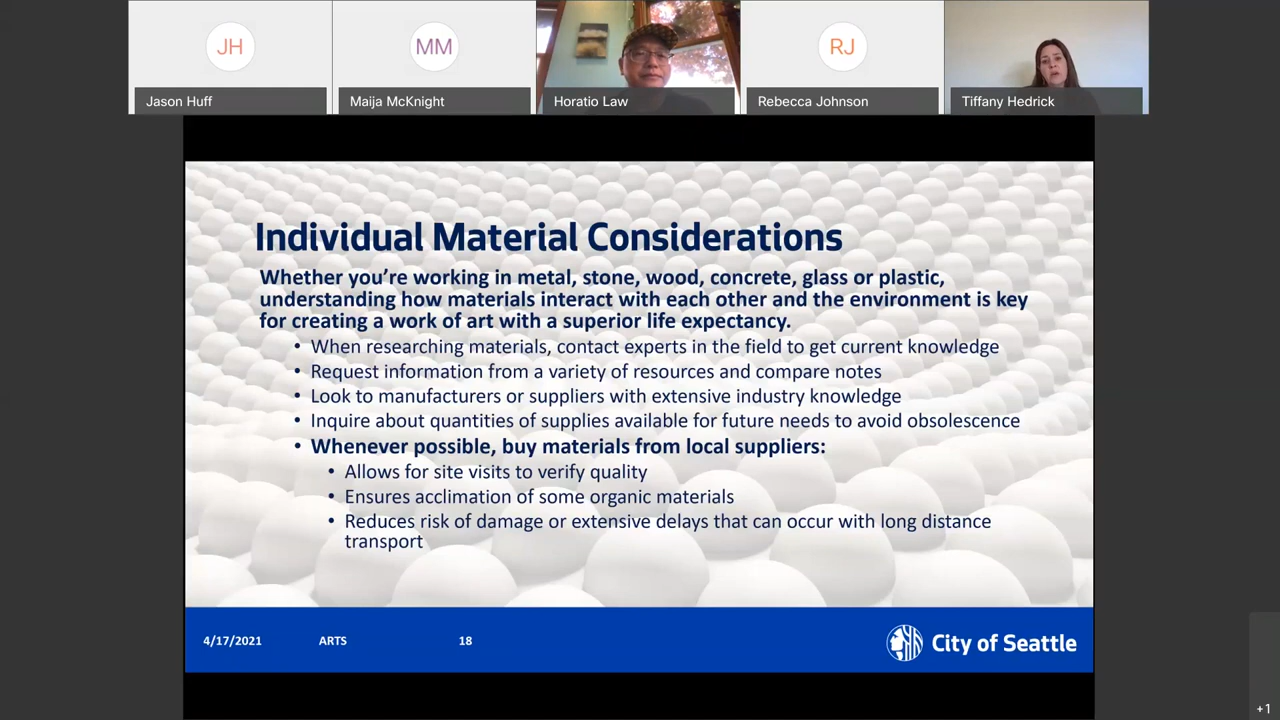 JH
MM
RJ
Jason Huff
Maija McKnight
Horatio Law
Rebecca Johnson
Tiffany Hedrick
Individual Material Considerations
Whether you’re working in metal, stone, wood, concrete, glass or plastic,
understanding how materials interact with each other and the environment is key
for creating a work of art with a superior life expectancy.
• When researching materials, contact experts in the field to get current knowledge
• Request information from a variety of resources and compare notes
• Look to manufacturers or suppliers with extensive industry knowledge
• Inquire about quantities of supplies available for future needs to avoid obsolescence
• Whenever possible, buy materials from local suppliers:
• Allows for site visits to verify quality
• Ensures acclimation of some organic materials
• Reduces risk of damage or extensive delays that can occur with long distance
transport
4/17/2021 ARTS 18 City of Seattle
+1